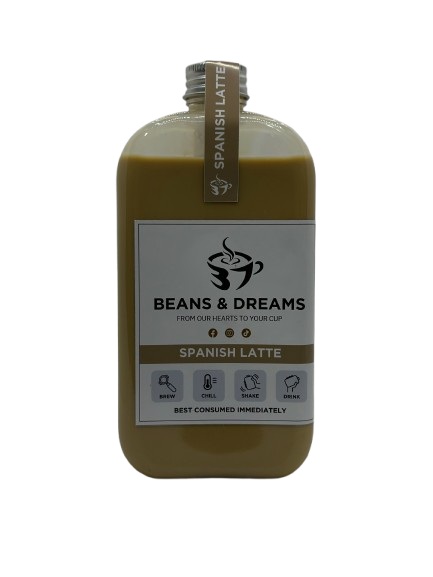 SPANISH LATTE
BEANS & DREAMS
FROM OUR HEARTS TO YOUR CUP
SPANISH LATTE
BREW CHILL SHAKE DRINK
BEST CONSUMED IMMEDIATELY